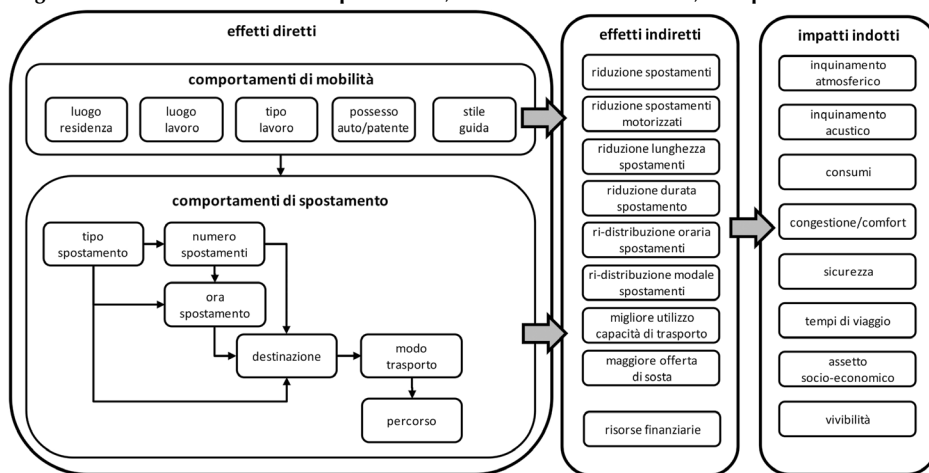 effetti diretti
comportamenti di mobilità
luogo
residenza
luogo
lavoro
tipo
lavoro
possesso
auto/patente
stile
guida
comportamenti di spostamento
tipo
spostamento
numero
spostamenti
ora
spostamento
destinazione
modo
trasporto
percorso
effetti indiretti
riduzione spostamenti
riduzione spostamenti
motorizzati
riduzione lunghezza
spostamenti
riduzione durata
spostamento
ri-distribuzione oraria
spostamenti
ri-distribuzione modale
spostamenti
migliore utilizzo
capacità di trasporto
maggiore offerta
di sosta
risorse finanziarie
impatti indotti
inquinamento
atmosferico
inquinamento
acustico
consumi
congestione/comfort
sicurezza
tempi di viaggio
assetto
socio-economico
vivibilità